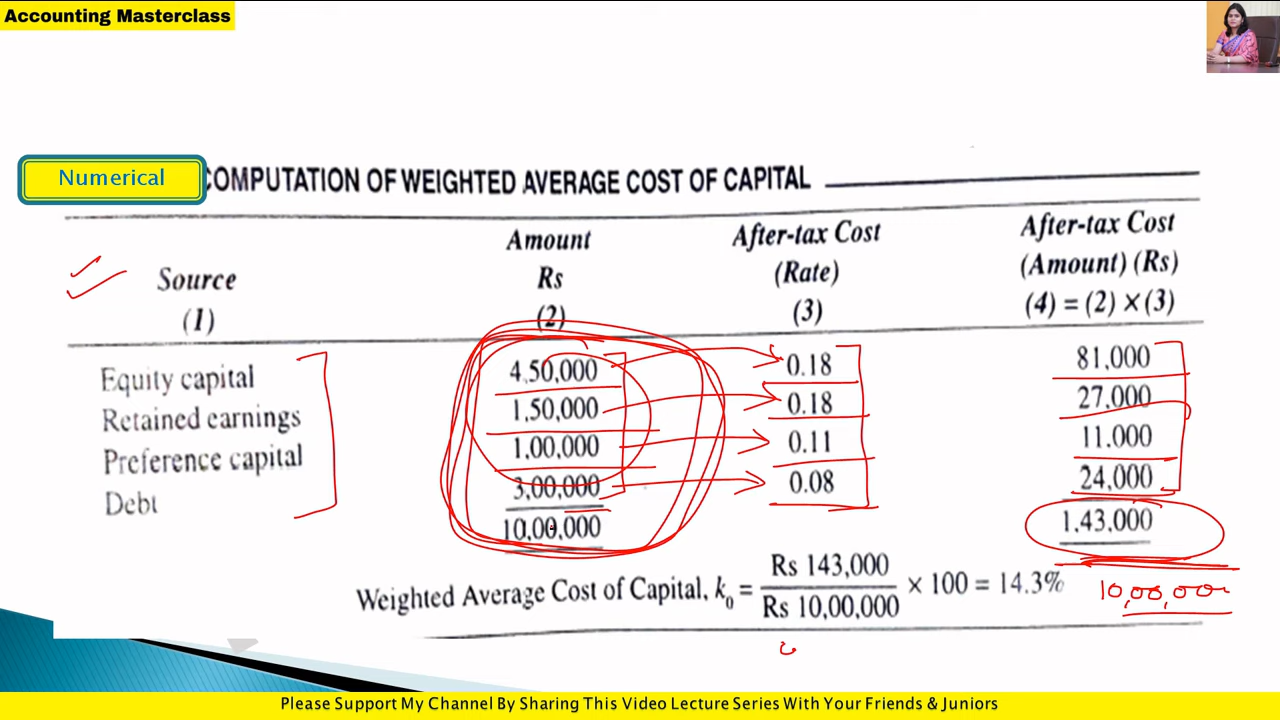 Accounting Masterclass
Numerical
COMPUTATION OF WEIGHTED AVERAGE COST OF CAPITAL
Source (1) Amount Rs (2) After-tax Cost (Rate) (3) After-tax Cost (Amount) (Rs) (4) = (2) × (3)
Equity capital 4,50,000 0.18 81,000
Retained earnings 1,50,000 0.18 27,000
Preference capital 1,00,000 0.11 11.000
Debt 3,00,000 0.08 24,000
10,00,000 1,43,000
Weighted Average Cost of Capital, k₀ = Rs 143,000 / Rs 10,00,000 × 100 = 14.3%
10,00,000
Please Support My Channel By Sharing This Video Lecture Series With Your Friends & Juniors